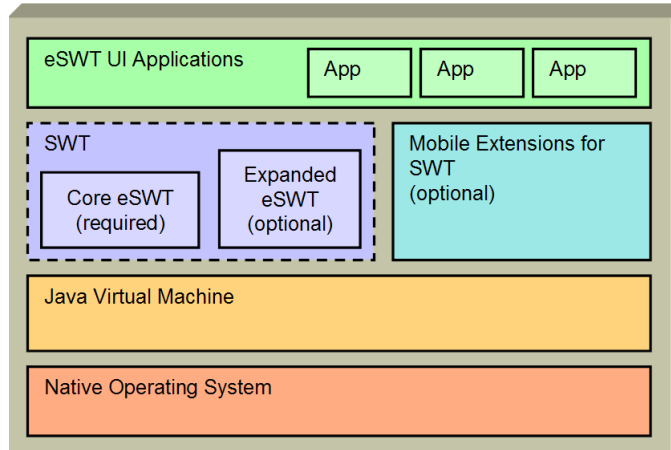 eSWT UI Applications
App
App
App
SWT
Core eSWT
(required)
Expanded
eSWT
(optional)
Mobile Extensions for
SWT
(optional)
Java Virtual Machine
Native Operating System